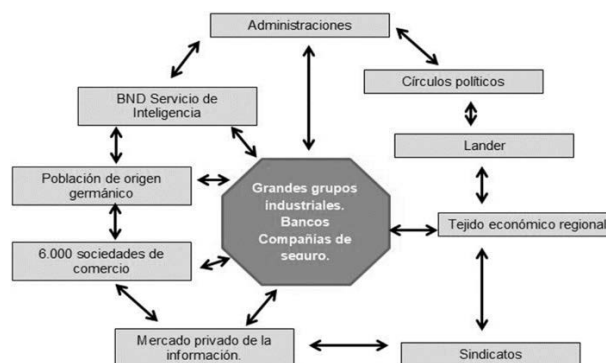 Administraciones
BND Servicio de
Inteligencia
Círculos políticos
Lander
Población de origen
germánico
Grandes grupos
industriales.
Bancos
Compañías de
seguro.
Tejido económico regional
6.000 sociedades de
comercio
Mercado privado de la
información.
Sindicatos